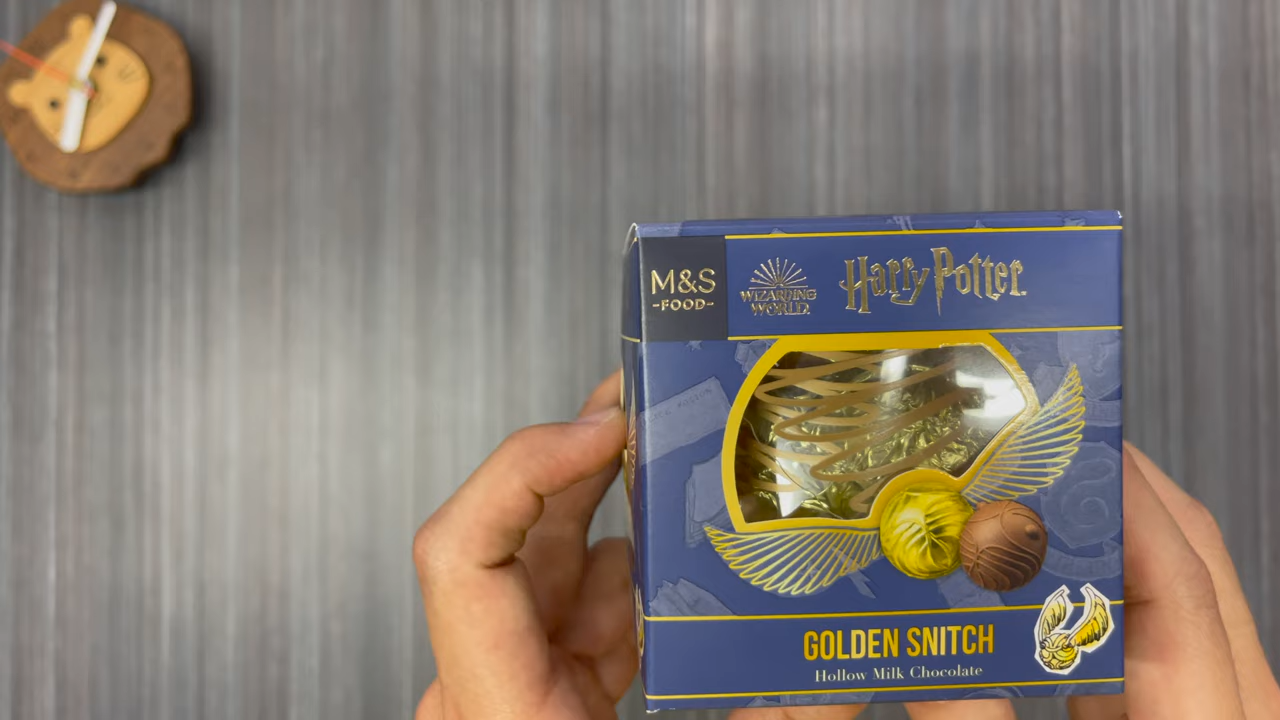 M&S
-FOOD-
WIZARDING
WORLD
Harry Potter
GOLDEN SNITCH
Hollow Milk Chocolate